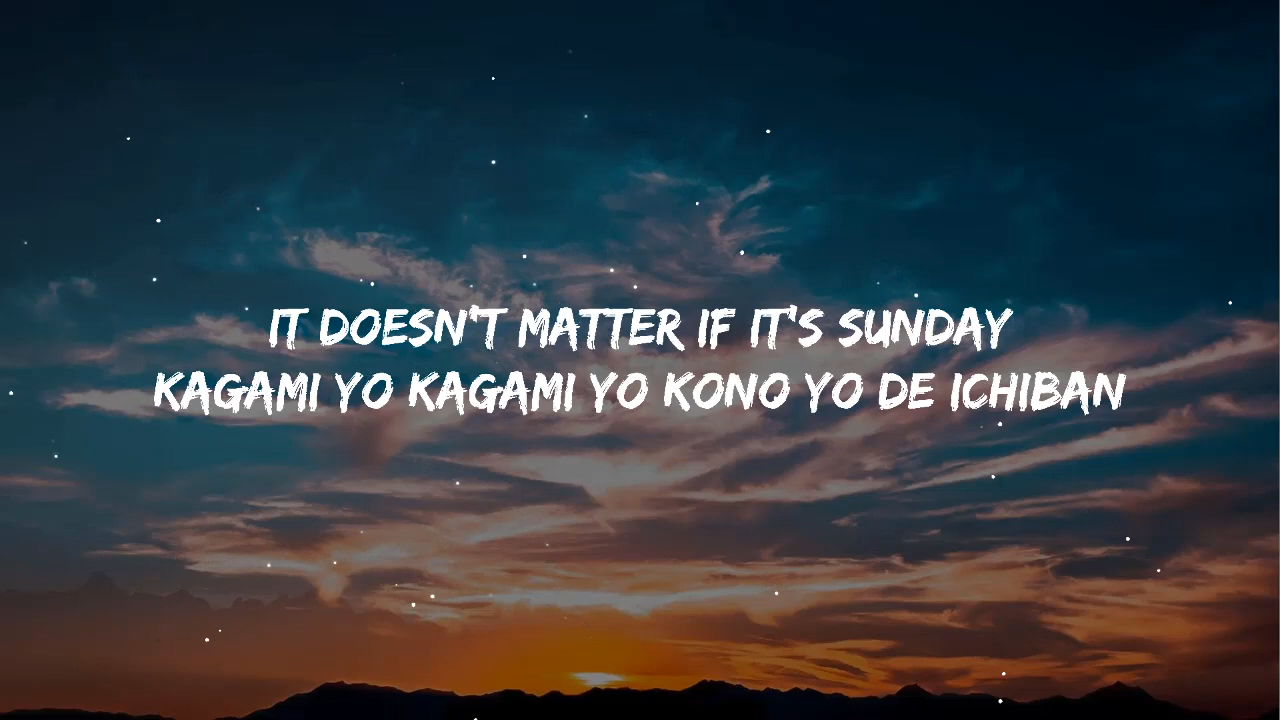 IT DOESN'T MATTER IF IT'S SUNDAY
KAGAMI YO KAGAMI YO KONO YO DE ICHIBAN